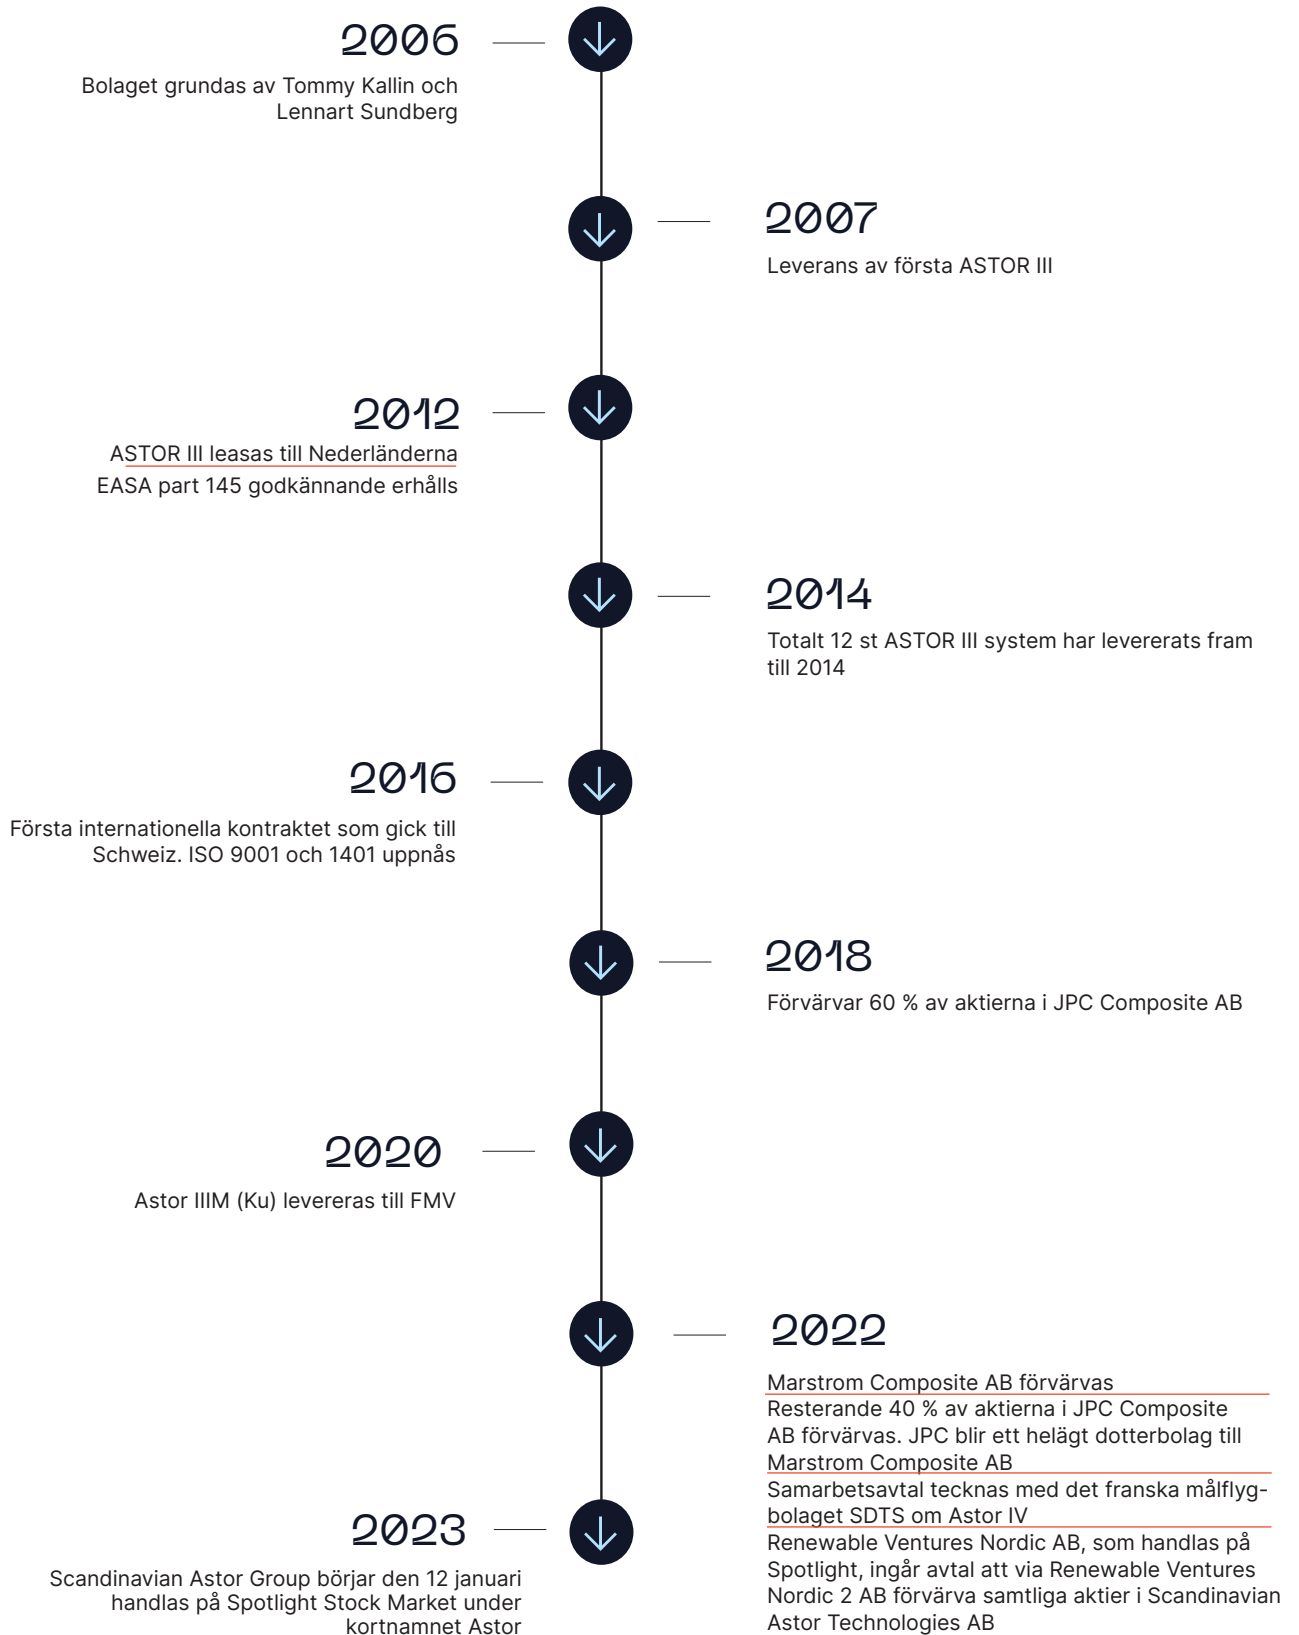 2006
Bolaget grundas av Tommy Kallin och
Lennart Sundberg
2007
Leverans av första ASTOR III
2012
ASTOR III leasas till Nederländerna
EASA part 145 godkännande erhålls
2014
Totalt 12 st ASTOR III system har levererats fram
till 2014
2016
Första internationella kontraktet som gick till
Schweiz. ISO 9001 och 1401 uppnås
2018
Förvärvar 60 % av aktierna i JPC Composite AB
2020
Astor IIIM (Ku) levereras till FMV
2022
Marstrom Composite AB förvärvas
Resterande 40 % av aktierna i JPC Composite
AB förvärvas. JPC blir ett helägt dotterbolag till
Marstrom Composite AB
Samarbetsavtal tecknas med det franska målflyg-
bolaget SDTS om Astor IV
Renewable Ventures Nordic AB, som handlas på
Spotlight, ingår avtal att via Renewable Ventures
Nordic 2 AB förvärva samtliga aktier i Scandinavian
Astor Technologies AB
2023
Scandinavian Astor Group börjar den 12 januari
handlas på Spotlight Stock Market under
kortnamnet Astor